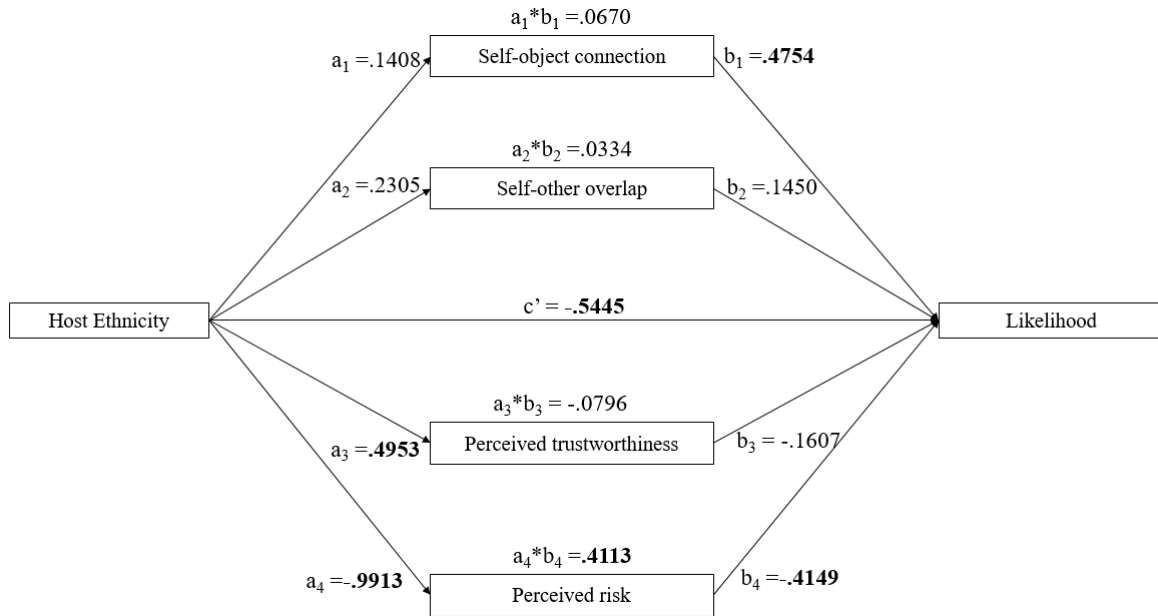 a₁*b₁ =.0670
a₁ =.1408
Self-object connection
b₁ =.4754
a₂*b₂ =.0334
a₂ =.2305
Self-other overlap
b₂ =.1450
Host Ethnicity
c’ = -.5445
Likelihood
a₃*b₃ = -.0796
a₃ =.4953
Perceived trustworthiness
b₃ = -.1607
a₄*b₄ =.4113
a₄ =-.9913
Perceived risk
b₄ =-.4149